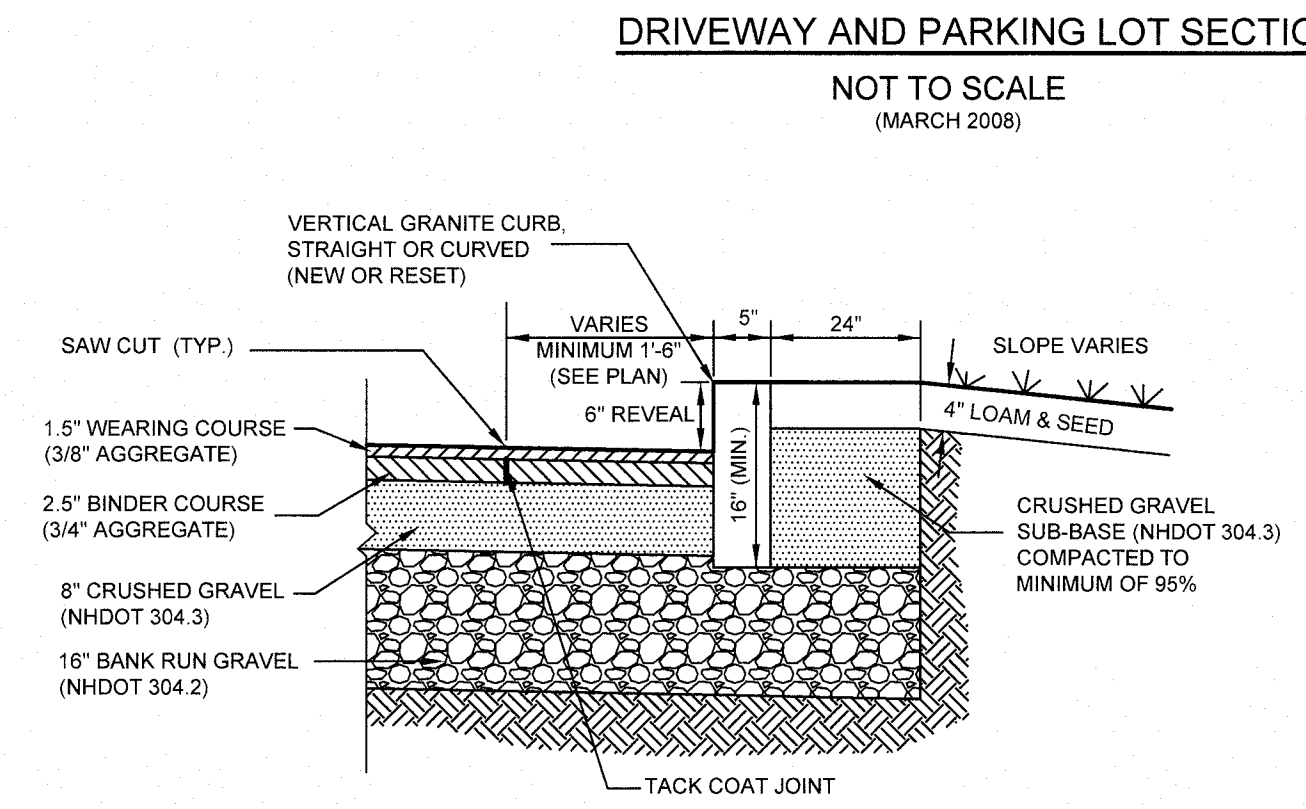 DRIVEWAY AND PARKING LOT SECTIO
NOT TO SCALE
(MARCH 2008)
VERTICAL GRANITE CURB,
STRAIGHT OR CURVED
(NEW OR RESET)
SAW CUT (TYP.)
VARIES
MINIMUM 1'-6"
(SEE PLAN)
5"
24"
SLOPE VARIES
6" REVEAL
4" LOAM & SEED
16" (MIN.)
1.5" WEARING COURSE
(3/8" AGGREGATE)
2.5" BINDER COURSE
(3/4" AGGREGATE)
8" CRUSHED GRAVEL
(NHDOT 304.3)
16" BANK RUN GRAVEL
(NHDOT 304.2)
CRUSHED GRAVEL
SUB-BASE (NHDOT 304.3)
COMPACTED TO
MINIMUM OF 95%
TACK COAT JOINT